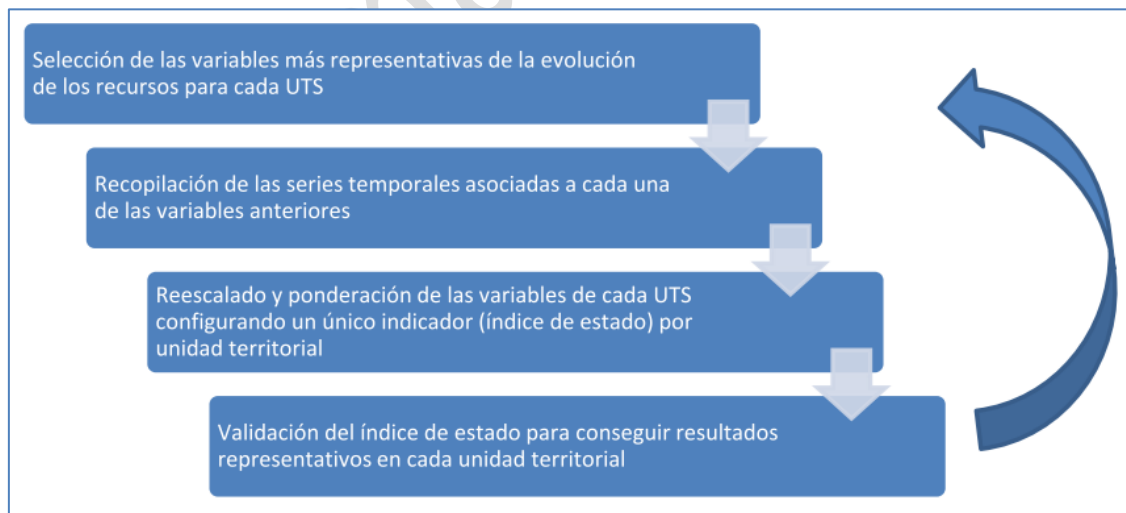 Selección de las variables más representativas de la evolución
de los recursos para cada UTS
Recopilación de las series temporales asociadas a cada una
de las variables anteriores
Reescalado y ponderación de las variables de cada UTS
configurando un único indicador (índice de estado) por
unidad territorial
Validación del índice de estado para conseguir resultados
representativos en cada unidad territorial